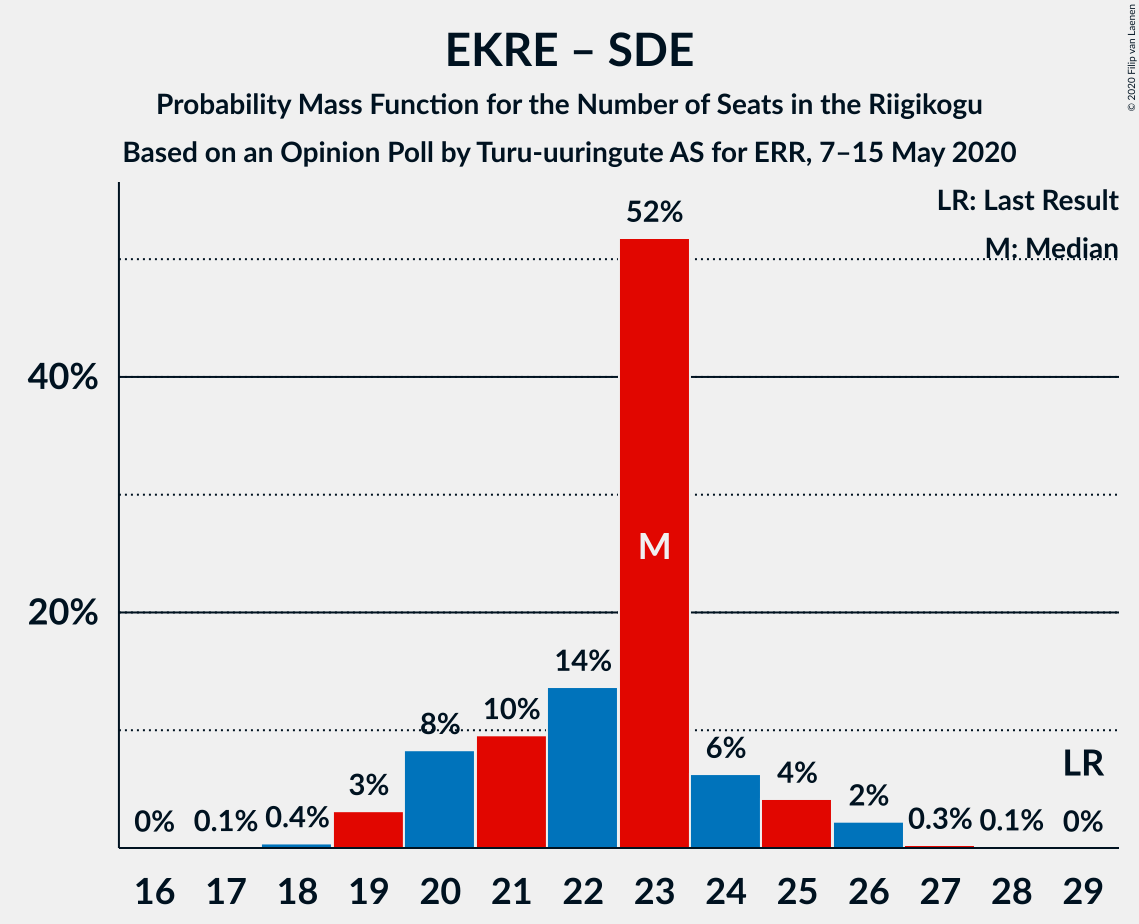 EKRE – SDE
Probability Mass Function for the Number of Seats in the Riigikogu
Based on an Opinion Poll by Turu-uuringute AS for ERR, 7–15 May 2020
© 2020 Filip van Laenen
LR: Last Result
M: Median
40%
20%
0%
0.1%
0.4%
3%
8%
10%
14%
52%
M
6%
4%
2%
0.3%
0.1%
LR
0%
16 17 18 19 20 21 22 23 24 25 26 27 28 29